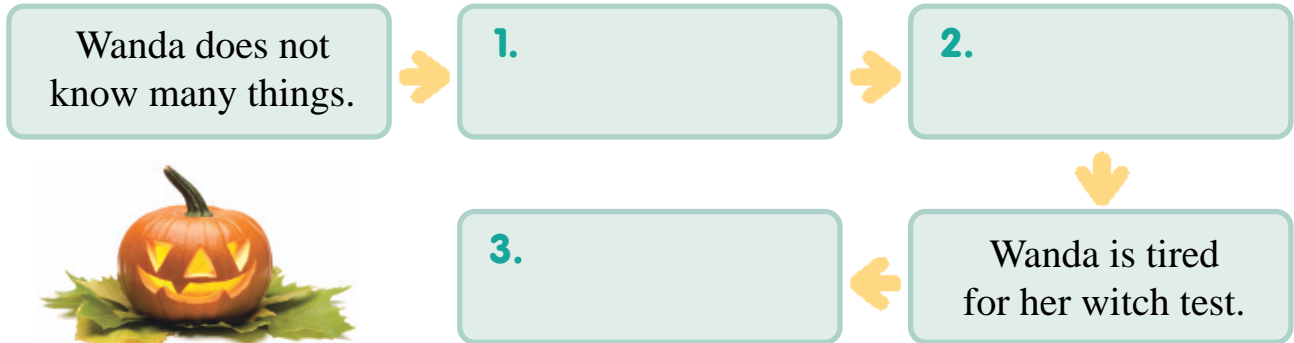 Wanda does not
know many things.
1.
2.
Wanda is tired
for her witch test.
3.